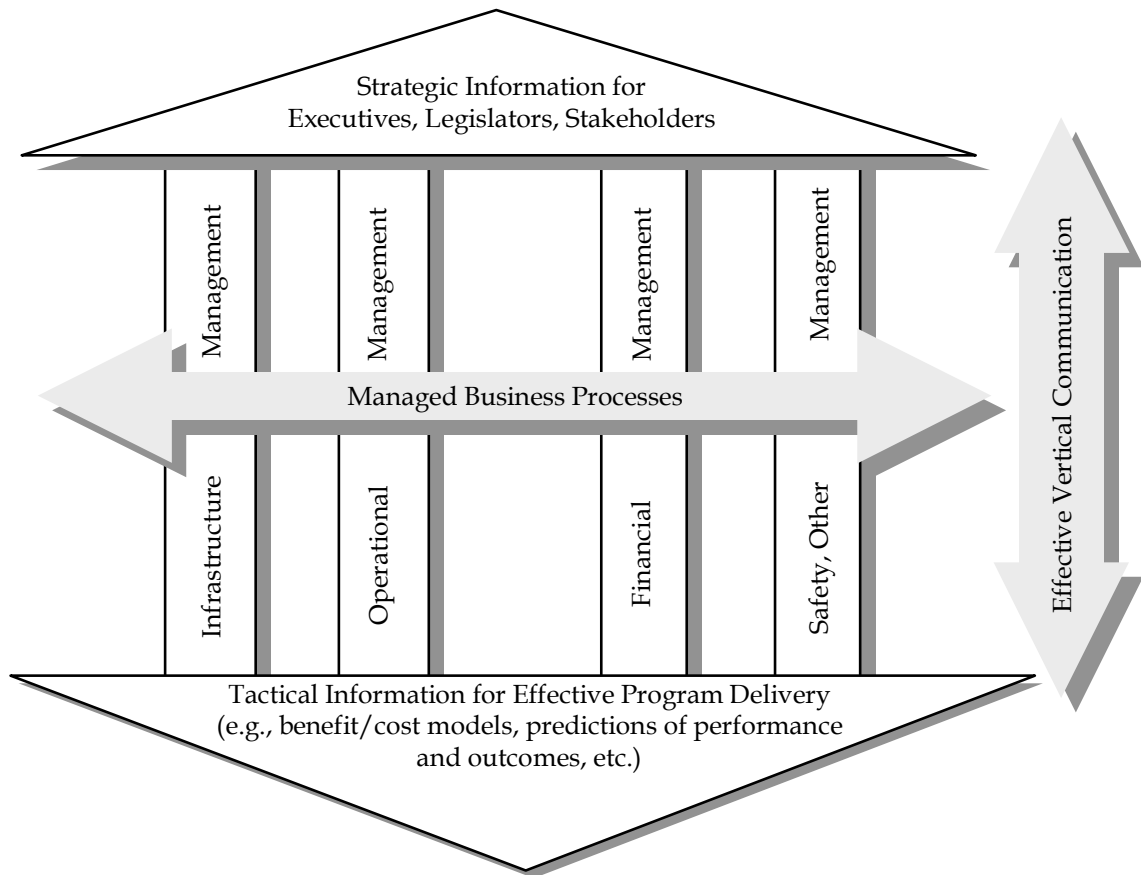 Strategic Information for
Executives, Legislators, Stakeholders
Infrastructure Management
Operational Management
Financial Management
Safety, Other Management
Managed Business Processes
Effective Vertical Communication
Tactical Information for Effective Program Delivery
(e.g., benefit/cost models, predictions of performance
and outcomes, etc.)